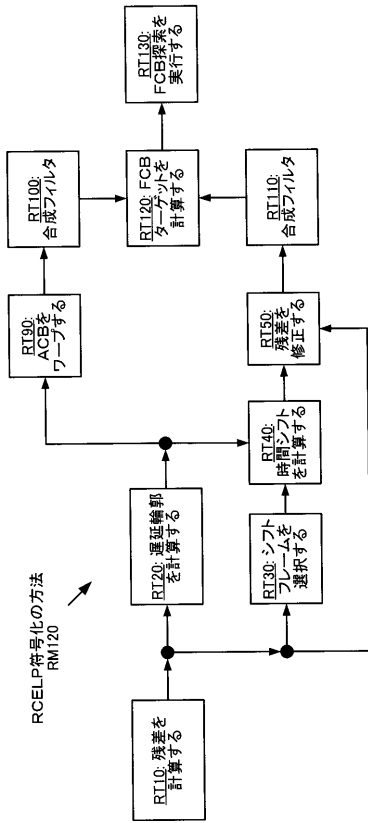 RCELP符号化の方法
RM120
RT10: 残差を
計算する
RT20: 遅延輪郭
を計算する
RT30: シフト
フレームを
選択する
RT40:
時間シフト
を計算する
RT50:
残差を
修正する
RT90:
ACBを
ワープする
RT100:
合成フィルタ
RT110:
合成フィルタ
RT120: FCB
ターゲットを
計算する
RT130:
FCB探索を
実行する